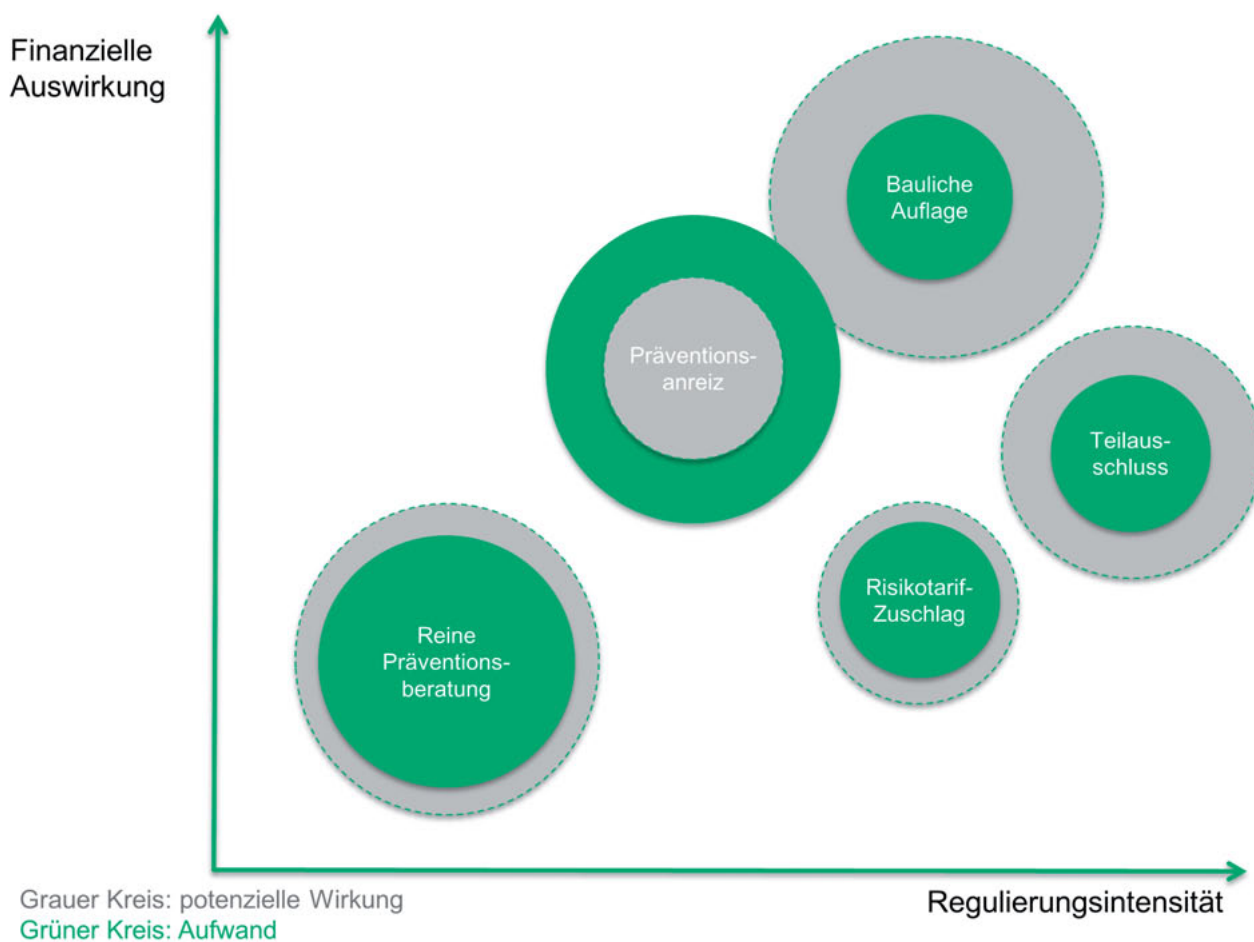 Finanzielle
Auswirkung
Bauliche
Auflage
Präventions-
anreiz
Teilaus-
schluss
Risikotarif-
Zuschlag
Reine
Präventions-
beratung
Grauer Kreis: potenzielle Wirkung
Grüner Kreis: Aufwand
Regulierungsintensität